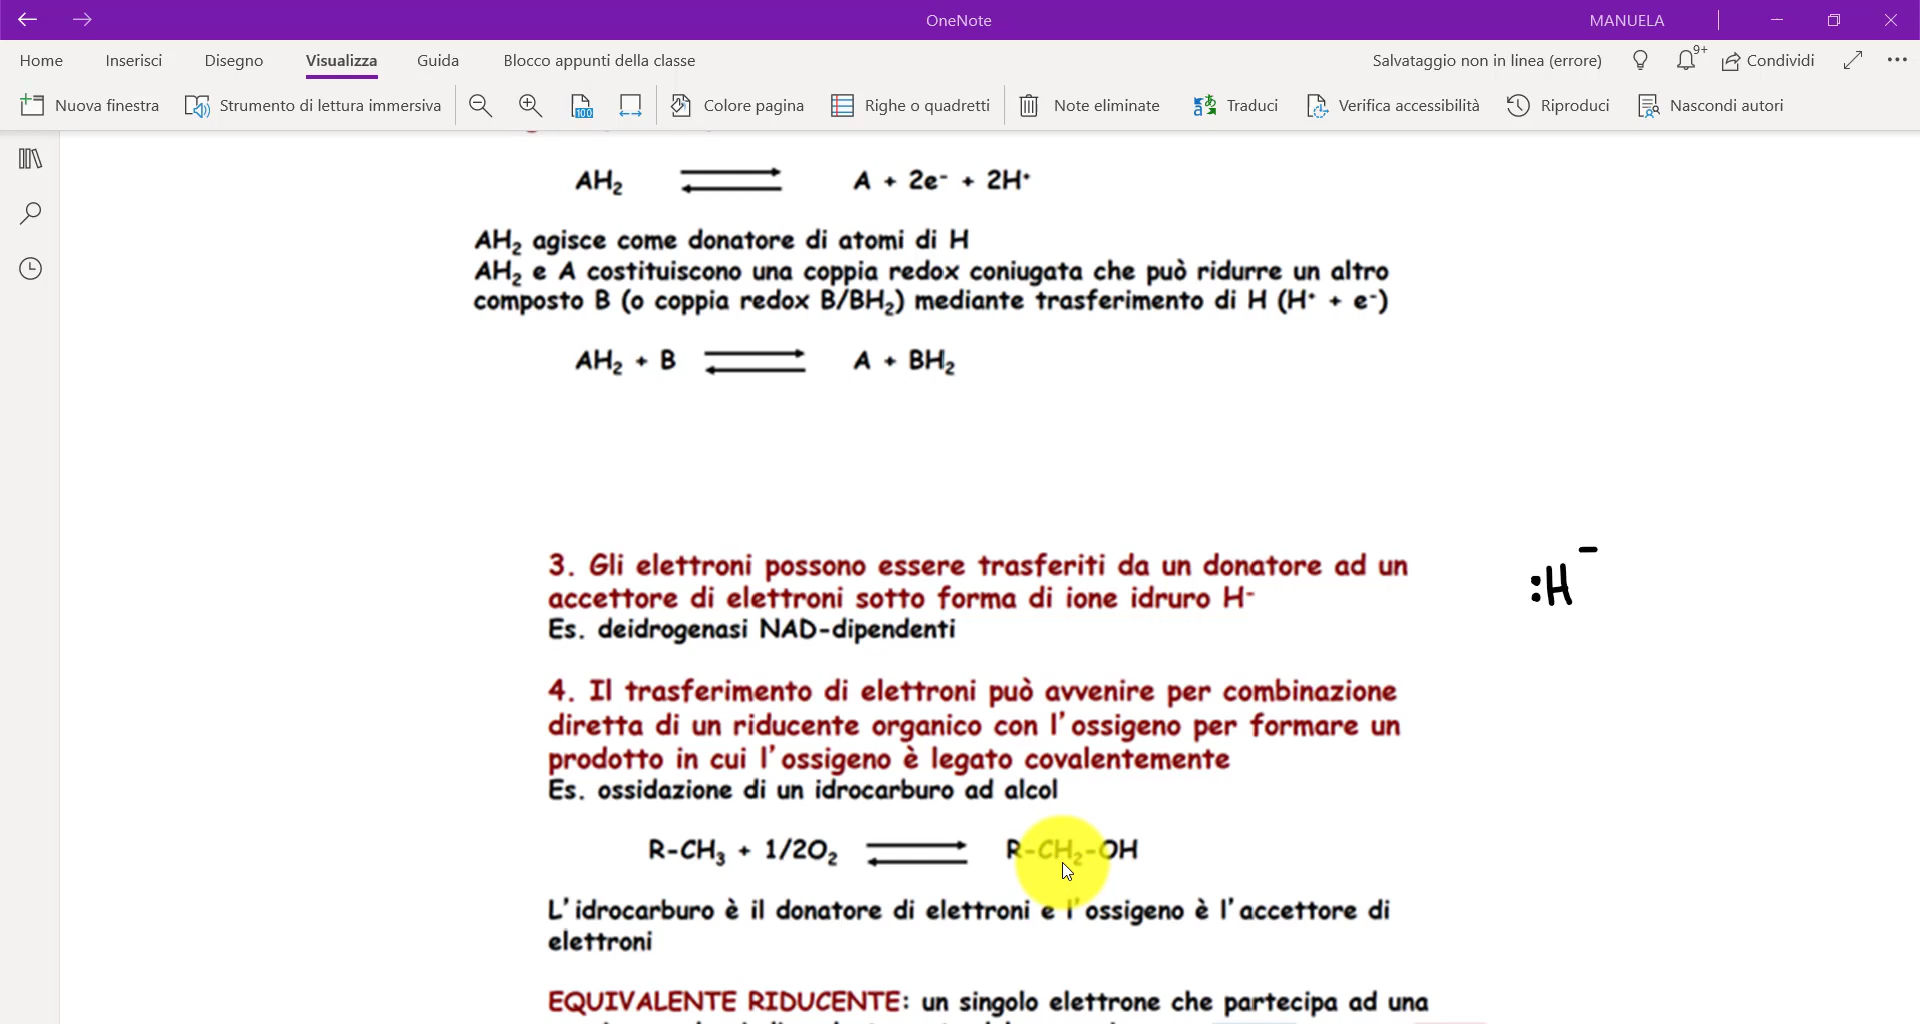 OneNote
MANUELA
Home Inserisci Disegno Visualizza Guida Blocco appunti della classe Salvataggio non in linea (errore) 9+ Condividi
Nuova finestra Strumento di lettura immersiva 100 Colore pagina Righe o quadretti Note eliminate Traduci Verifica accessibilità Riproduci Nascondi autori
AH₂ ⇌ A + 2e⁻ + 2H⁺
AH₂ agisce come donatore di atomi di H
AH₂ e A costituiscono una coppia redox coniugata che può ridurre un altro
composto B (o coppia redox B/BH₂) mediante trasferimento di H (H⁺ + e⁻)
AH₂ + B ⇌ A + BH₂
3. Gli elettroni possono essere trasferiti da un donatore ad un
accettore di elettroni sotto forma di ione idruro H⁻
:H⁻
Es. deidrogenasi NAD-dipendenti
4. Il trasferimento di elettroni può avvenire per combinazione
diretta di un riducente organico con l'ossigeno per formare un
prodotto in cui l'ossigeno è legato covalentemente
Es. ossidazione di un idrocarburo ad alcol
R-CH₃ + 1/2O₂ ⇌ R-CH₂-OH
L'idrocarburo è il donatore di elettroni e l'ossigeno è l'accettore di
elettroni
EQUIVALENTE RIDUCENTE: un singolo elettrone che partecipa ad una